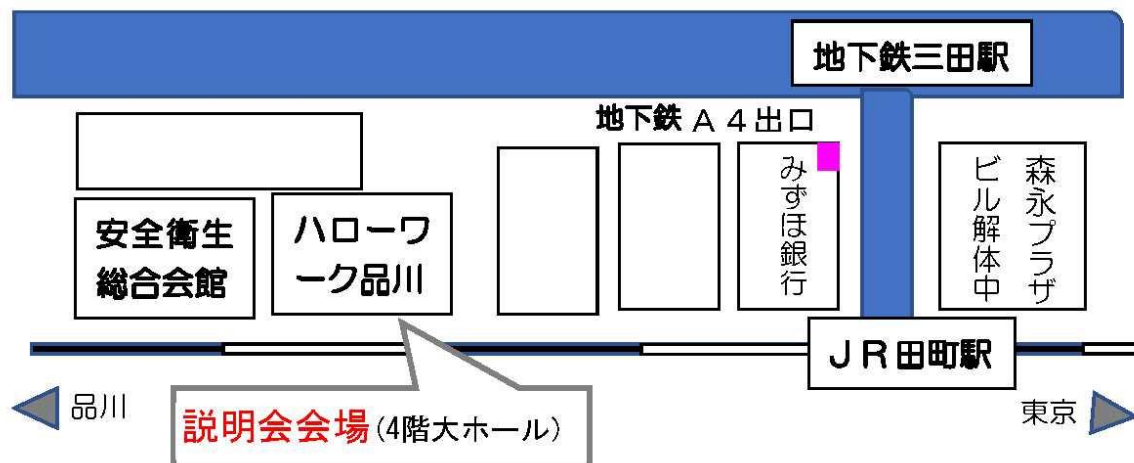 地下鉄三田駅
地下鉄Ａ４出口
安全衛生
総合会館
ハローワ
ーク品川
みずほ銀行
森永プラザ
ビル解体中
ＪＲ田町駅
品川
東京
説明会会場(4階大ホール)